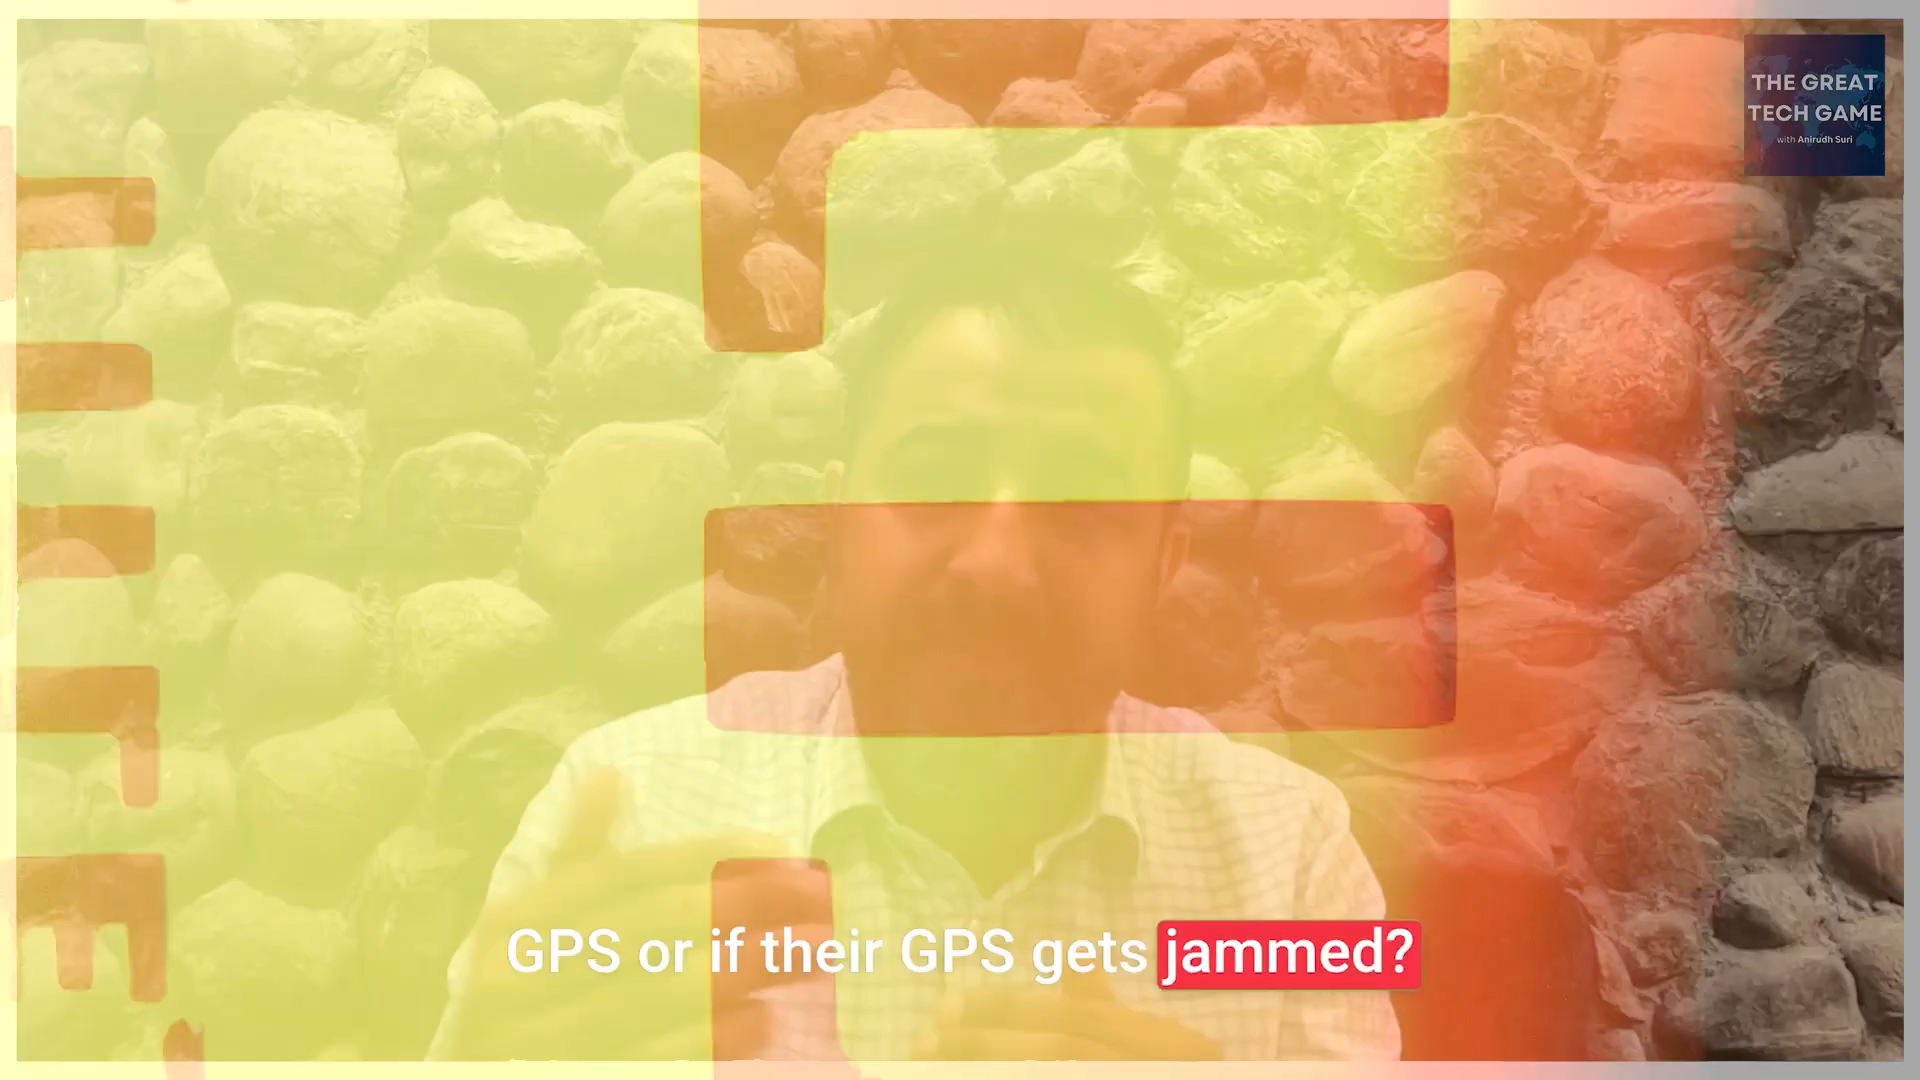 THE GREAT
TECH GAME
with Anirudh Suri
GPS or if their GPS gets jammed?